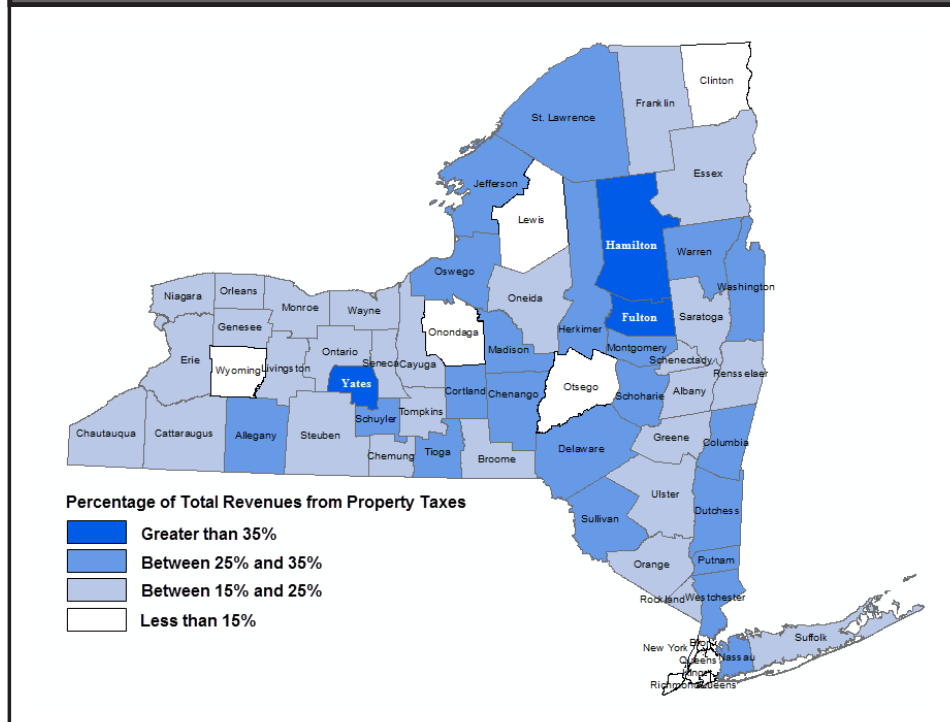 Clinton
Franklin
St. Lawrence
Essex
Jefferson
Lewis
Hamilton
Warren
Oswego
Washington
Niagara
Orleans
Oneida
Monroe
Wayne
Fulton
Saratoga
Genesee
Onondaga
Herkimer
Madison
Montgomery
Erie
Ontario
Schenectady
Seneca
Cayuga
Wyoming
Livingston
Rensselaer
Yates
Otsego
Albany
Cortland
Chenango
Schoharie
Tompkins
Schuyler
Chautauqua
Cattaraugus
Allegany
Steuben
Greene
Columbia
Delaware
Tioga
Chemung
Broome
Ulster
Percentage of Total Revenues from Property Taxes
Greater than 35%
Between 25% and 35%
Between 15% and 25%
Less than 15%
Dutchess
Sullivan
Putnam
Orange
Rockland
Westchester
Suffolk
New York
Nassau
Queens
Richmond
Queens